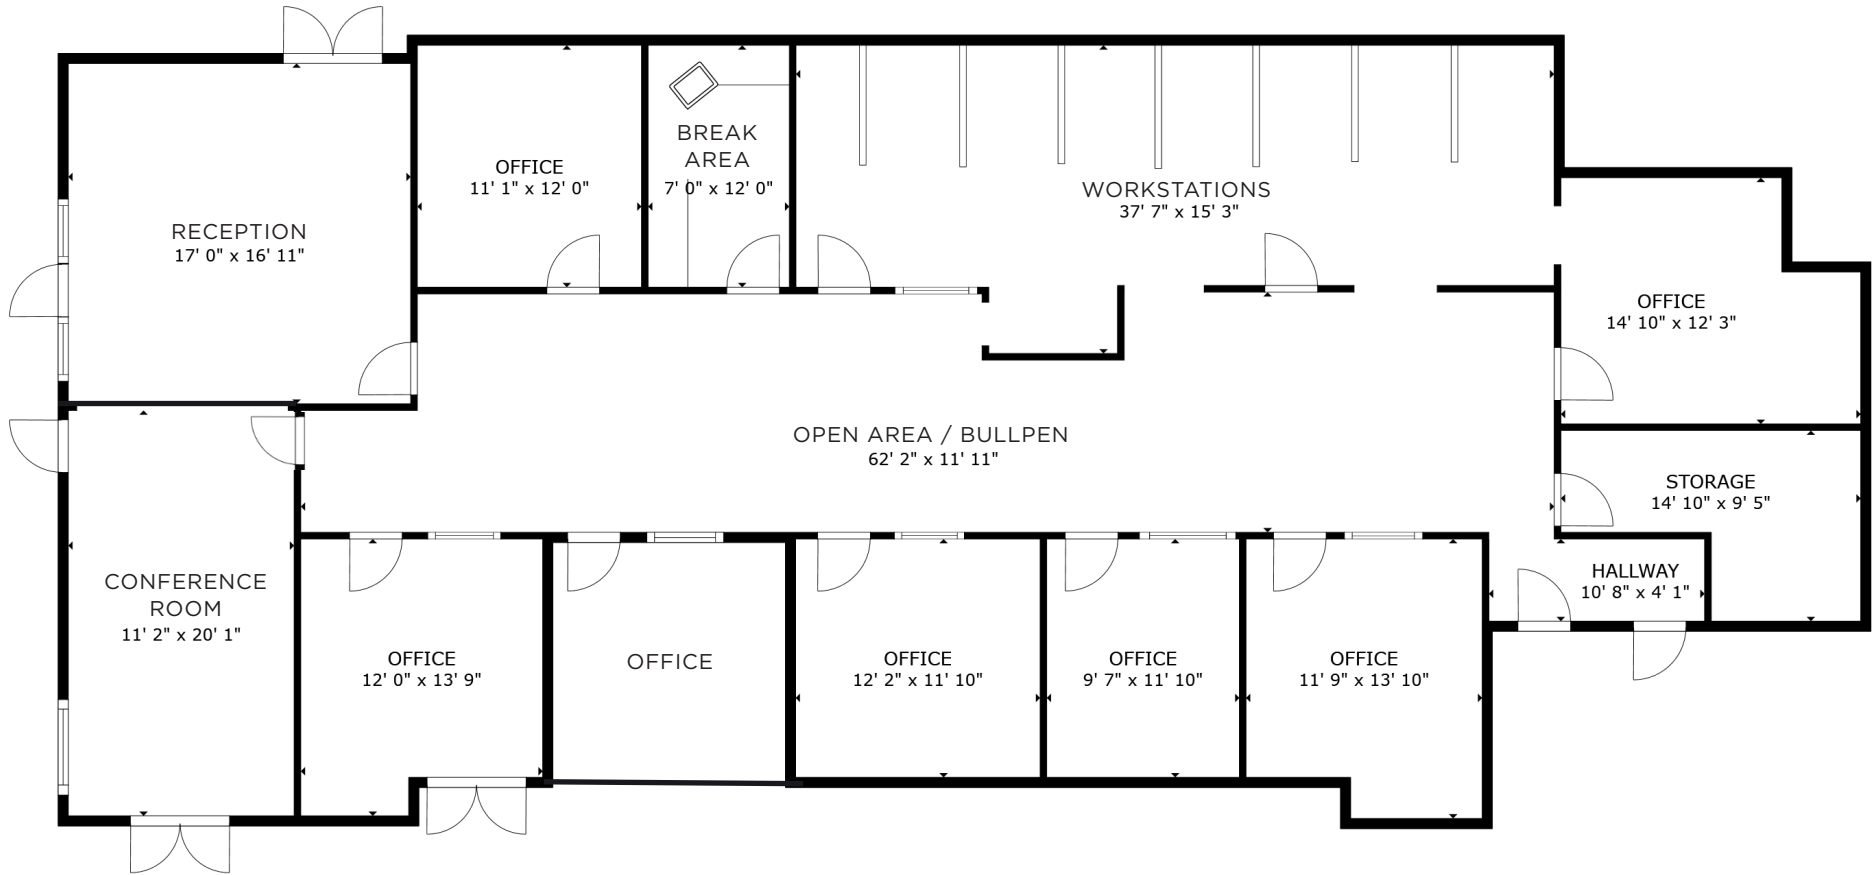 RECEPTION
17' 0" x 16' 11"
OFFICE
11' 1" x 12' 0"
BREAK
AREA
7' 0" x 12' 0"
WORKSTATIONS
37' 7" x 15' 3"
OFFICE
14' 10" x 12' 3"
OPEN AREA / BULLPEN
62' 2" x 11' 11"
STORAGE
14' 10" x 9' 5"
HALLWAY
10' 8" x 4' 1"
CONFERENCE
ROOM
11' 2" x 20' 1"
OFFICE
12' 0" x 13' 9"
OFFICE
OFFICE
12' 2" x 11' 10"
OFFICE
9' 7" x 11' 10"
OFFICE
11' 9" x 13' 10"